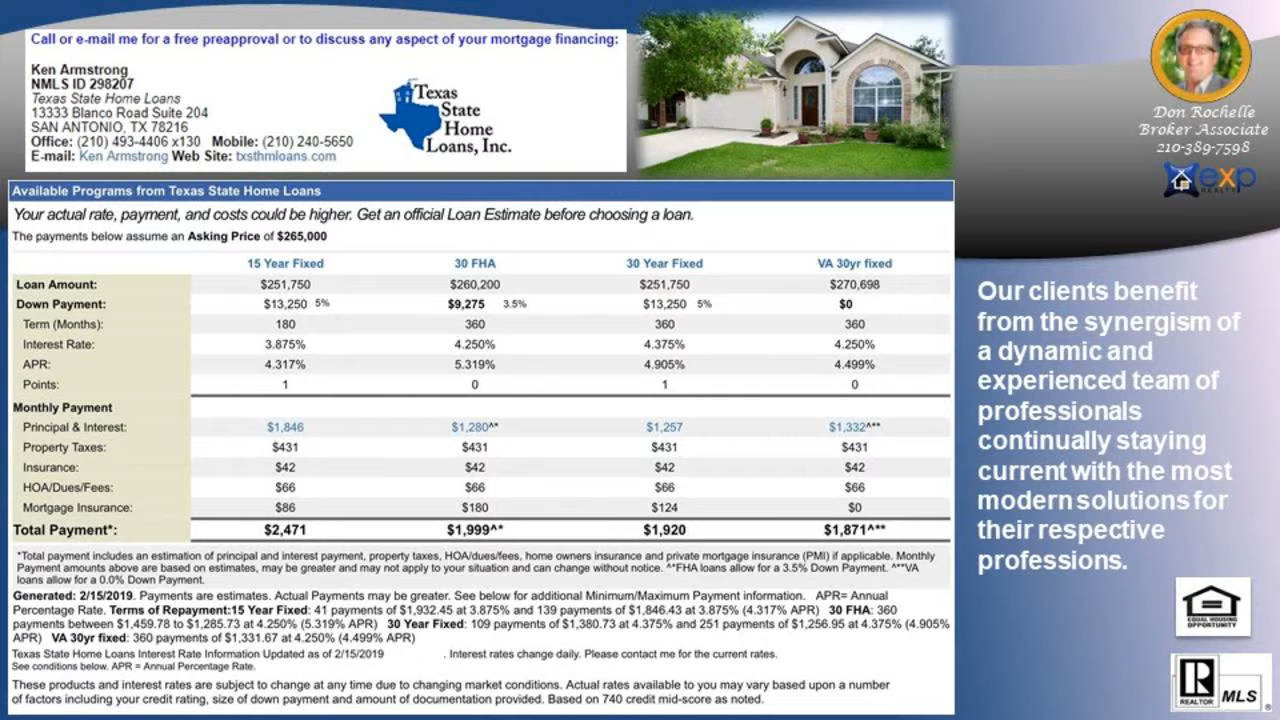 Call or e-mail me for a free preapproval or to discuss any aspect of your mortgage financing:
Ken Armstrong
NMLS ID 298207
Texas State Home Loans
13333 Blanco Road Suite 204
SAN ANTONIO, TX 78216
Office: (210) 493-4406 x130 Mobile: (210) 240-5650
E-mail: Ken Armstrong Web Site: txsthmloans.com
Texas
State
Home
Loans, Inc.
Don Rochelle
Broker Associate
210-389-7598
exp
REALTY
Available Programs from Texas State Home Loans
Your actual rate, payment, and costs could be higher. Get an official Loan Estimate before choosing a loan.
The payments below assume an Asking Price of $265,000
15 Year Fixed 30 FHA 30 Year Fixed VA 30yr fixed
Loan Amount: $251,750 $260,200 $251,750 $270,698
Down Payment: $13,250 5% $9,275 3.5% $13,250 5% $0
Term (Months): 180 360 360 360
Interest Rate: 3.875% 4.250% 4.375% 4.250%
APR: 4.317% 5.319% 4.905% 4.499%
Points: 1 0 1 0
Monthly Payment
Principal & Interest: $1,846 $1,280^* $1,257 $1,332^**
Property Taxes: $431 $431 $431 $431
Insurance: $42 $42 $42 $42
HOA/Dues/Fees: $66 $66 $66 $66
Mortgage Insurance: $86 $180 $124 $0
Total Payment*: $2,471 $1,999^* $1,920 $1,871^**
*Total payment includes an estimation of principal and interest payment, property taxes, HOA/dues/fees, home owners insurance and private mortgage insurance (PMI) if applicable. Monthly
Payment amounts above are based on estimates, may be greater and may not apply to your situation and can change without notice. ^*FHA loans allow for a 3.5% Down Payment. ^**VA
loans allow for a 0.0% Down Payment.
Generated: 2/15/2019. Payments are estimates. Actual Payments may be greater. See below for additional Minimum/Maximum Payment information. APR= Annual
Percentage Rate. Terms of Repayment:15 Year Fixed: 41 payments of $1,932.45 at 3.875% and 139 payments of $1,846.43 at 3.875% (4.317% APR) 30 FHA: 360
payments between $1,459.78 to $1,285.73 at 4.250% (5.319% APR) 30 Year Fixed: 109 payments of $1,380.73 at 4.375% and 251 payments of $1,256.95 at 4.375% (4.905%
APR) VA 30yr fixed: 360 payments of $1,331.67 at 4.250% (4.499% APR)
Texas State Home Loans Interest Rate Information Updated as of 2/15/2019 . Interest rates change daily. Please contact me for the current rates.
See conditions below. APR = Annual Percentage Rate.
These products and interest rates are subject to change at any time due to changing market conditions. Actual rates available to you may vary based upon a number
of factors including your credit rating, size of down payment and amount of documentation provided. Based on 740 credit mid-score as noted.
Our clients benefit
from the synergism of
a dynamic and
experienced team of
professionals
continually staying
current with the most
modern solutions for
their respective
professions.
EQUAL HOUSING
OPPORTUNITY
R
REALTOR
MLS
®